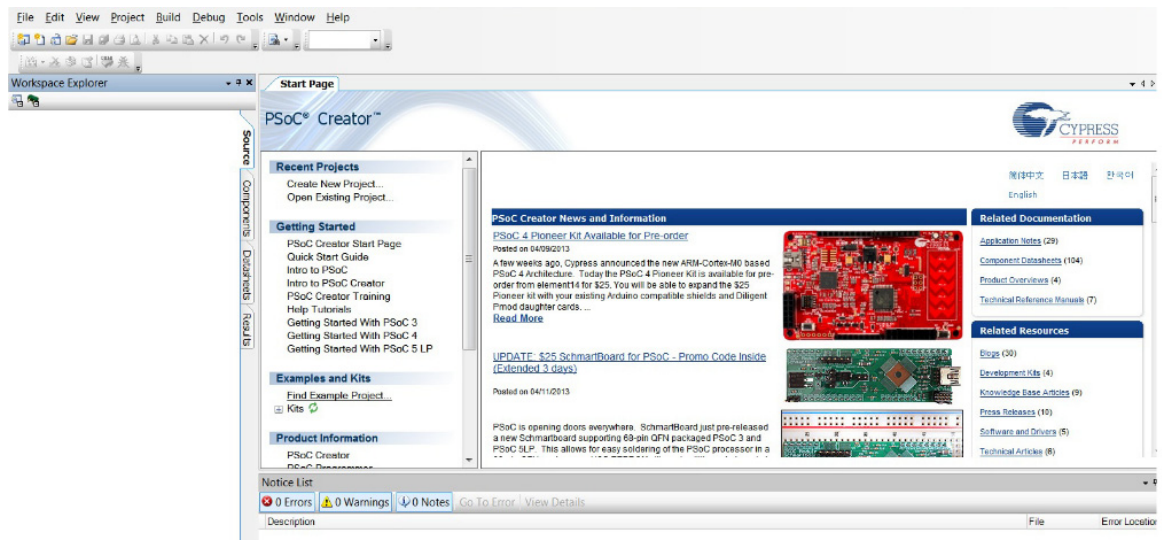 File Edit View Project Build Debug Tools Window Help
Workspace Explorer
Start Page
PSoC® Creator™
CYPRESS
PERFORM
Source
Components
Datasheets
Results
Recent Projects
Create New Project...
Open Existing Project...
Getting Started
PSoC Creator Start Page
Quick Start Guide
Intro to PSoC
Intro to PSoC Creator
PSoC Creator Training
Help Tutorials
Getting Started With PSoC 3
Getting Started With PSoC 4
Getting Started With PSoC 5 LP
Examples and Kits
Find Example Project...
Kits
Product Information
PSoC Creator
PSoC Programmer
简体中文 日本語 한국어
English
PSoC Creator News and Information
PSoC 4 Pioneer Kit Available for Pre-order
Posted on 04/09/2013
A few weeks ago, Cypress announced the new ARM-Cortex-M0 based
PSoC 4 Architecture. Today the PSoC 4 Pioneer Kit is available for pre-
order from element14 for $25. You will be able to expand the $25
Pioneer kit with your existing Arduino compatible shields and Diligent
Pmod daughter cards. ...
Read More
UPDATE: $25 SchmartBoard for PSoC - Promo Code Inside
(Extended 3 days)
Posted on 04/11/2013
PSoC is opening doors everywhere. SchmartBoard just pre-released
a new Schmartboard supporting 68-pin QFN packaged PSoC 3 and
PSoC 5LP. This allows for easy soldering of the PSoC processor in a
Related Documentation
Application Notes (29)
Component Datasheets (104)
Product Overviews (4)
Technical Reference Manuals (7)
Related Resources
Blogs (30)
Development Kits (4)
Knowledge Base Articles (9)
Press Releases (10)
Software and Drivers (5)
Technical Articles (6)
Notice List
0 Errors 0 Warnings 0 Notes Go To Error View Details
Description File Error Location